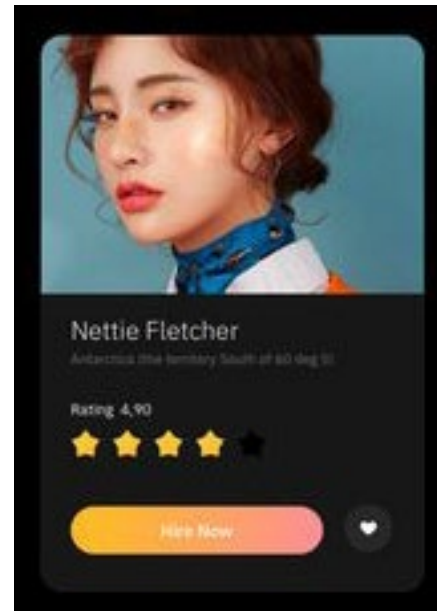 Nettie Fletcher
Antarctica (the territory South of 60 deg S)
Rating 4,90
Hire Now